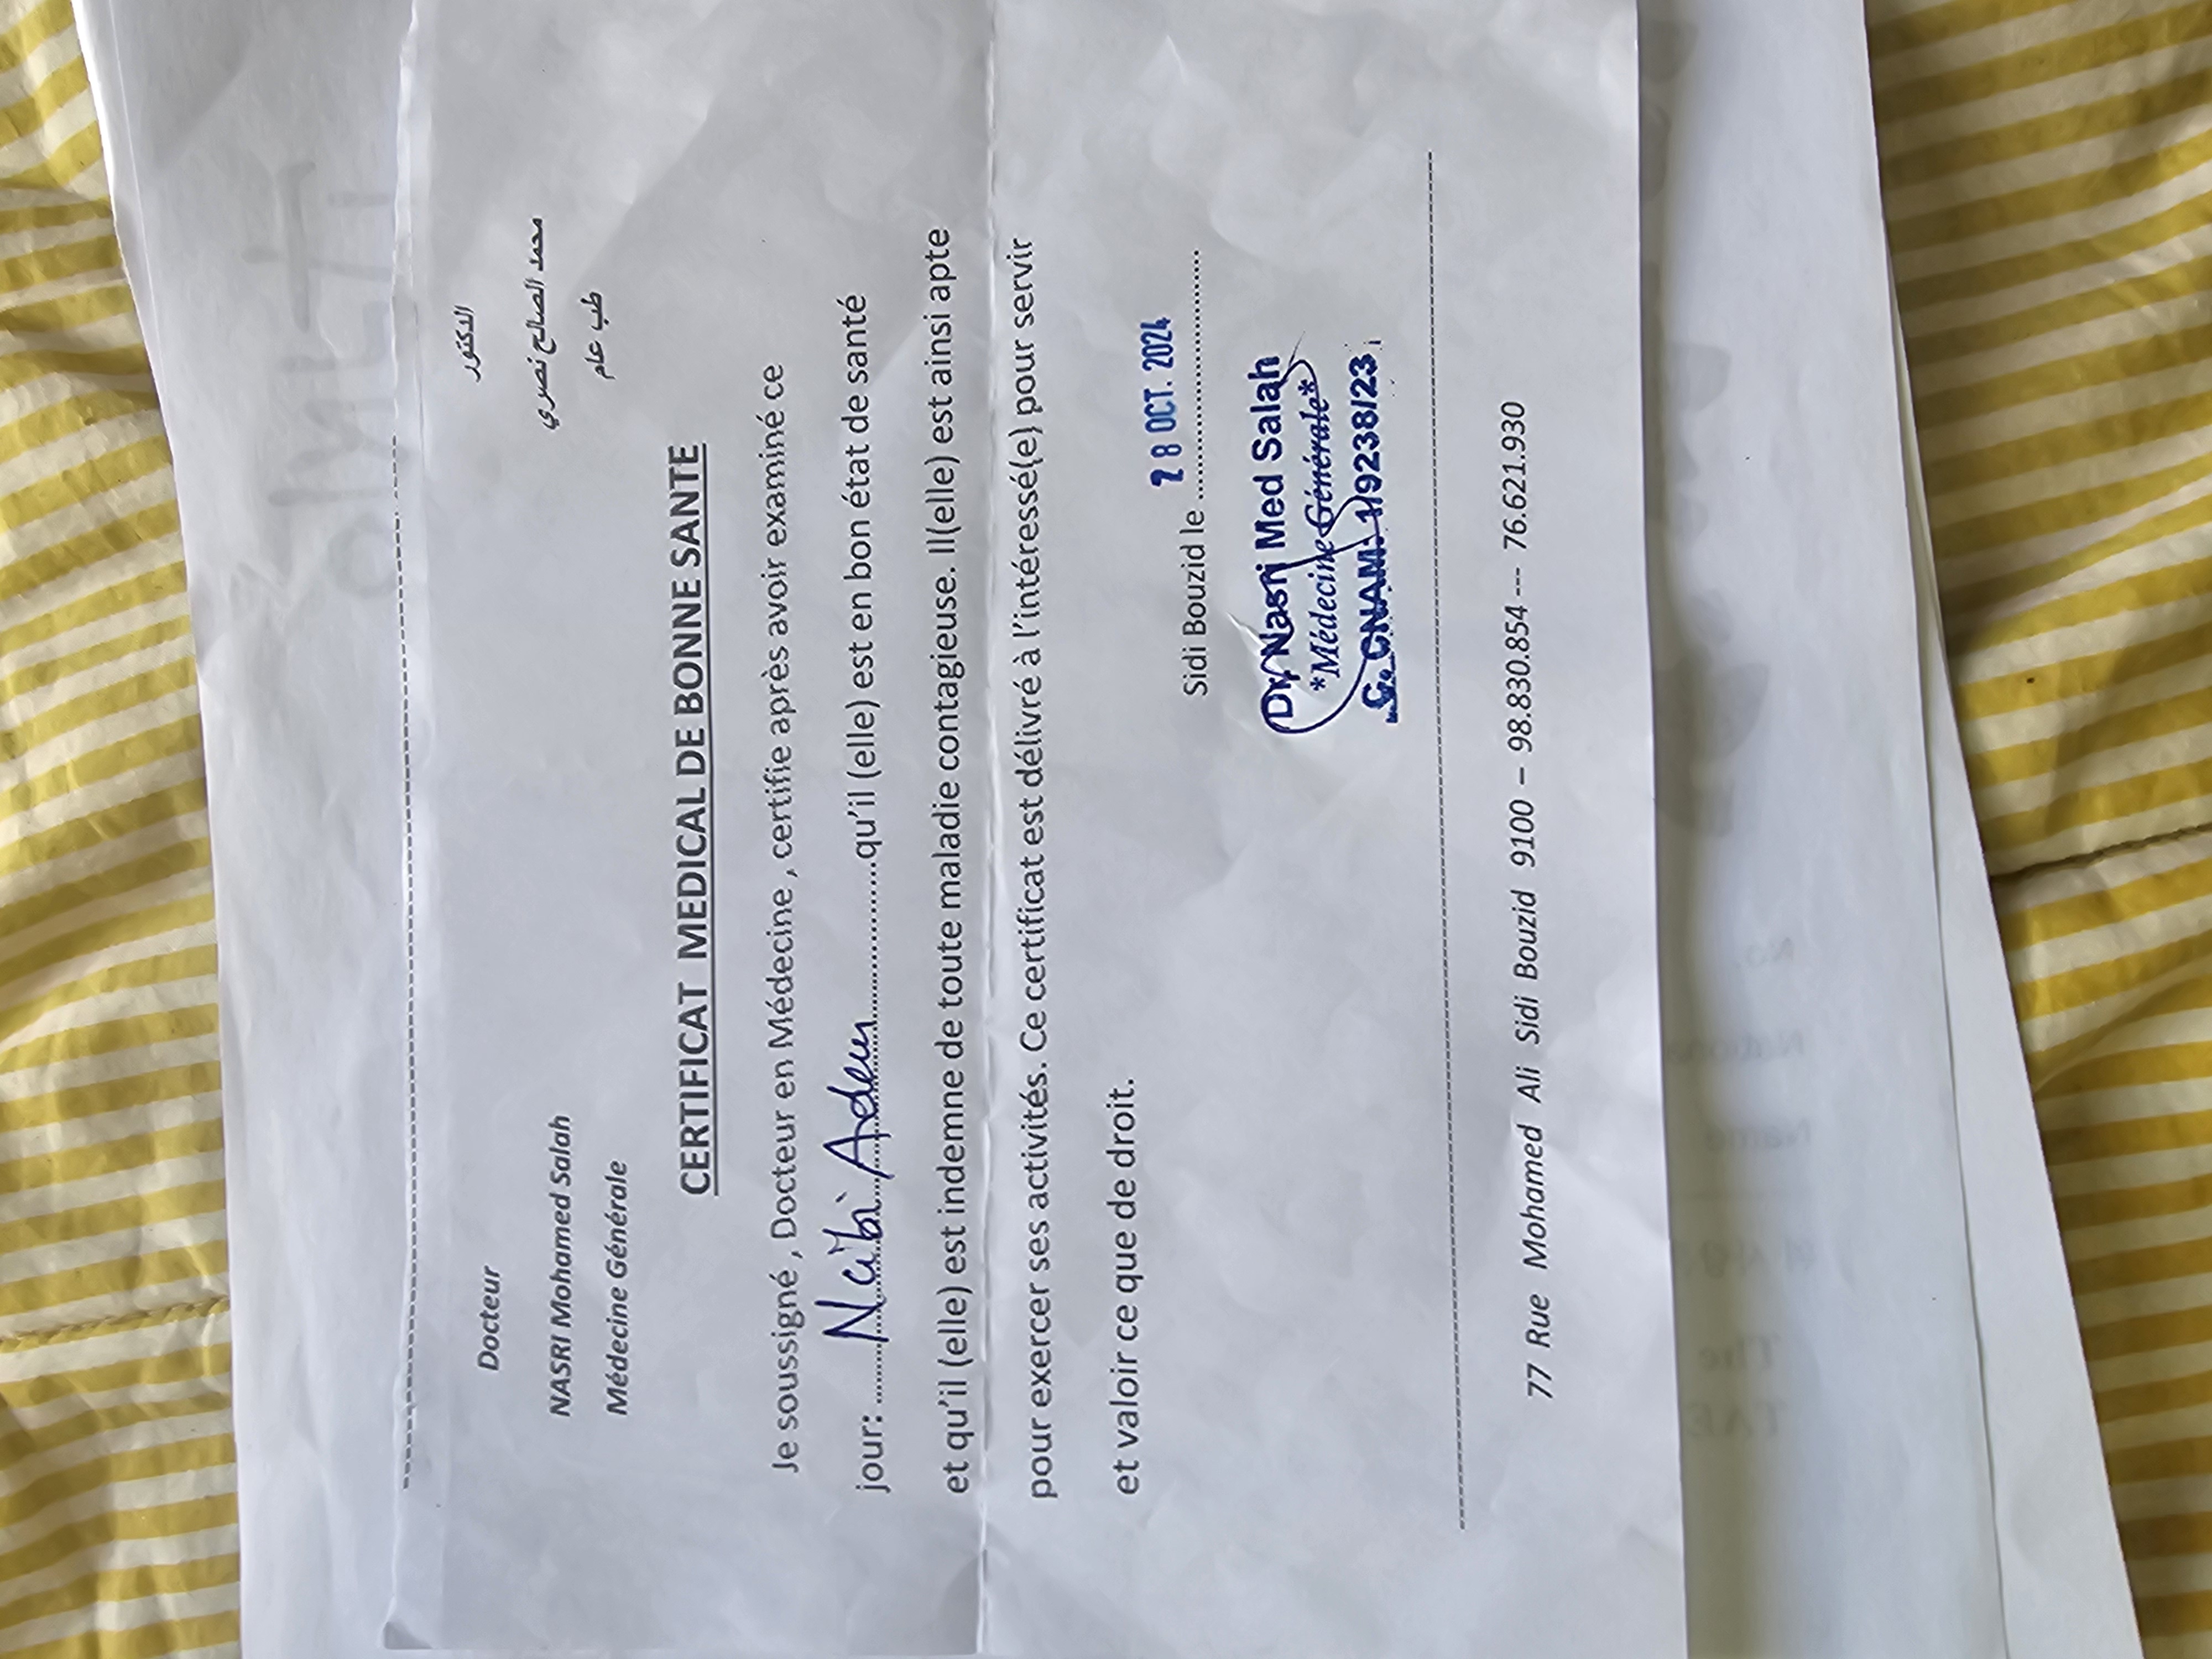 Docteur
الدكتور
NASRI Mohamed Salah
محمد الصالح نصري
Médecine Générale
طب عام
CERTIFICAT MEDICAL DE BONNE SANTE
Je soussigné , Docteur en Médecine , certifie après avoir examiné ce
jour: ........Naïbi Adem............qu'il (elle) est en bon état de santé
et qu'il (elle) est indemne de toute maladie contagieuse. Il(elle) est ainsi apte
pour exercer ses activités. Ce certificat est délivré à l'intéressé(e) pour servir
et valoir ce que de droit.
Sidi Bouzid le 28 OCT. 2024
Dr Nasri Med Salah
*Médecine Générale*
C. CNAM: 1/9238/23
77 Rue Mohamed Ali Sidi Bouzid 9100 – 98.830.854 --- 76.621.930